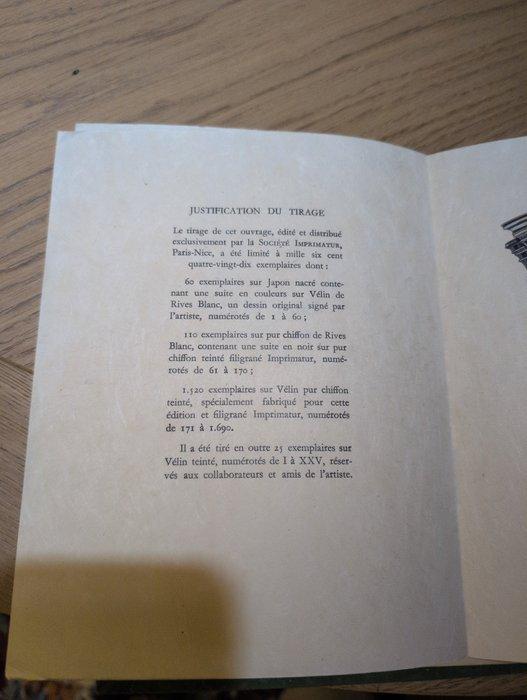 JUSTIFICATION DU TIRAGE
Le tirage de cet ouvrage, édité et distribué
exclusivement par la SOCIÉTÉ IMPRIMATUR,
Paris-Nice, a été limité à mille six cent
quatre-vingt-dix exemplaires dont :
60 exemplaires sur Japon nacré conte-
nant une suite en couleurs sur Vélin de
Rives Blanc, un dessin original signé par
l'artiste, numérotés de 1 à 60 ;
110 exemplaires sur pur chiffon de Rives
Blanc, contenant une suite en noir sur pur
chiffon teinté filigrané Imprimatur, numé-
rotés de 61 à 170 ;
1.520 exemplaires sur Vélin pur chiffon
teinté, spécialement fabriqué pour cette
édition et filigrané Imprimatur, numérotés
de 171 à 1.690.
Il a été tiré en outre 25 exemplaires sur
Vélin teinté, numérotés de I à XXV, réser-
vés aux collaborateurs et amis de l'artiste.